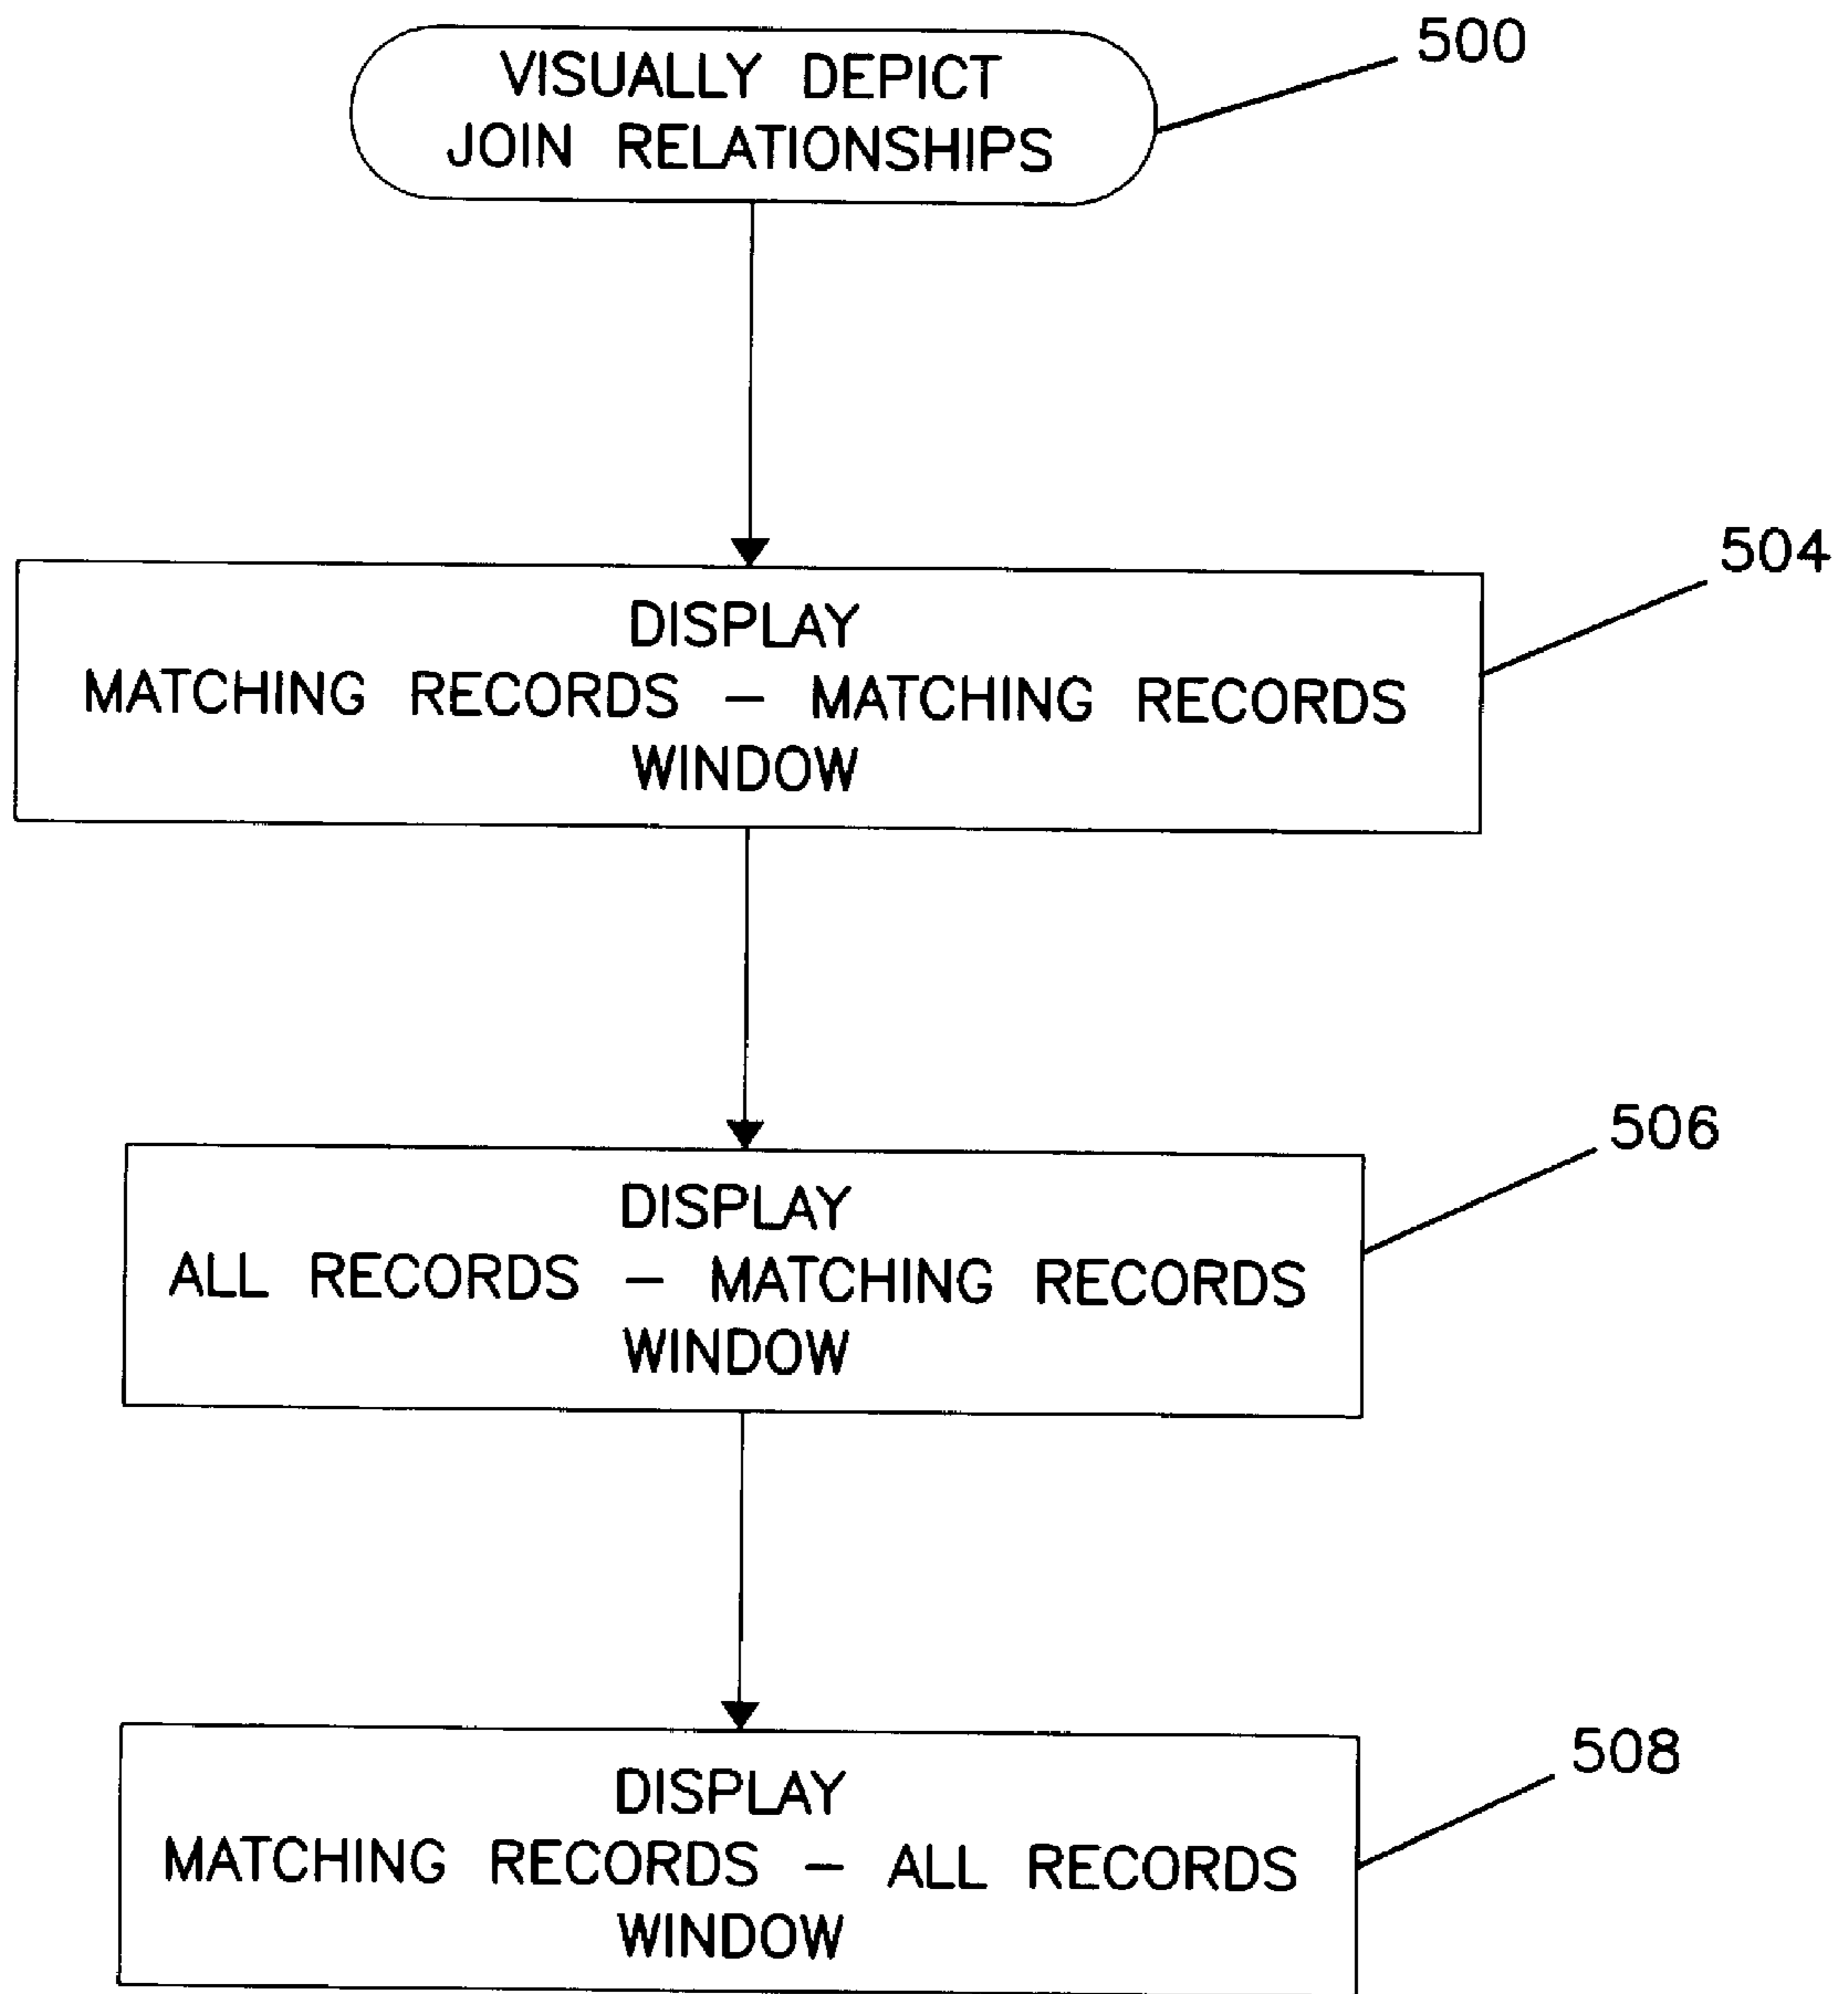 500
VISUALLY DEPICT
JOIN RELATIONSHIPS
504
DISPLAY
MATCHING RECORDS – MATCHING RECORDS
WINDOW
506
DISPLAY
ALL RECORDS – MATCHING RECORDS
WINDOW
508
DISPLAY
MATCHING RECORDS – ALL RECORDS
WINDOW